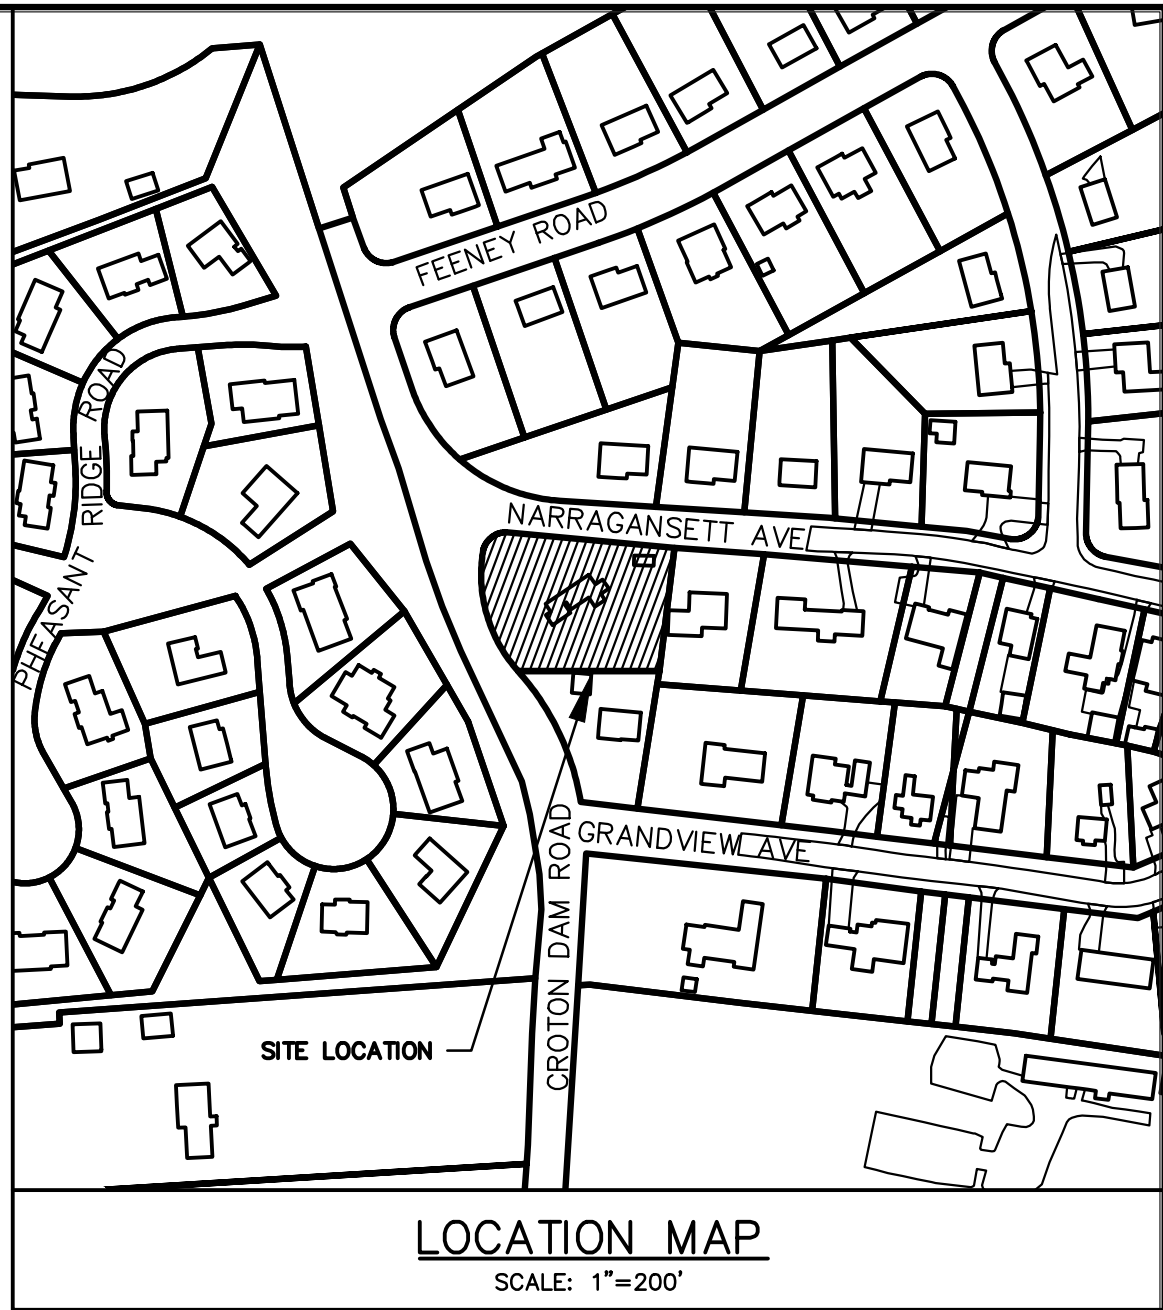 FEENEY ROAD
PHEASANT RIDGE ROAD
NARRAGANSETT AVE
GRANDVIEW AVE
CROTON DAM ROAD
SITE LOCATION
LOCATION MAP
SCALE: 1"=200'